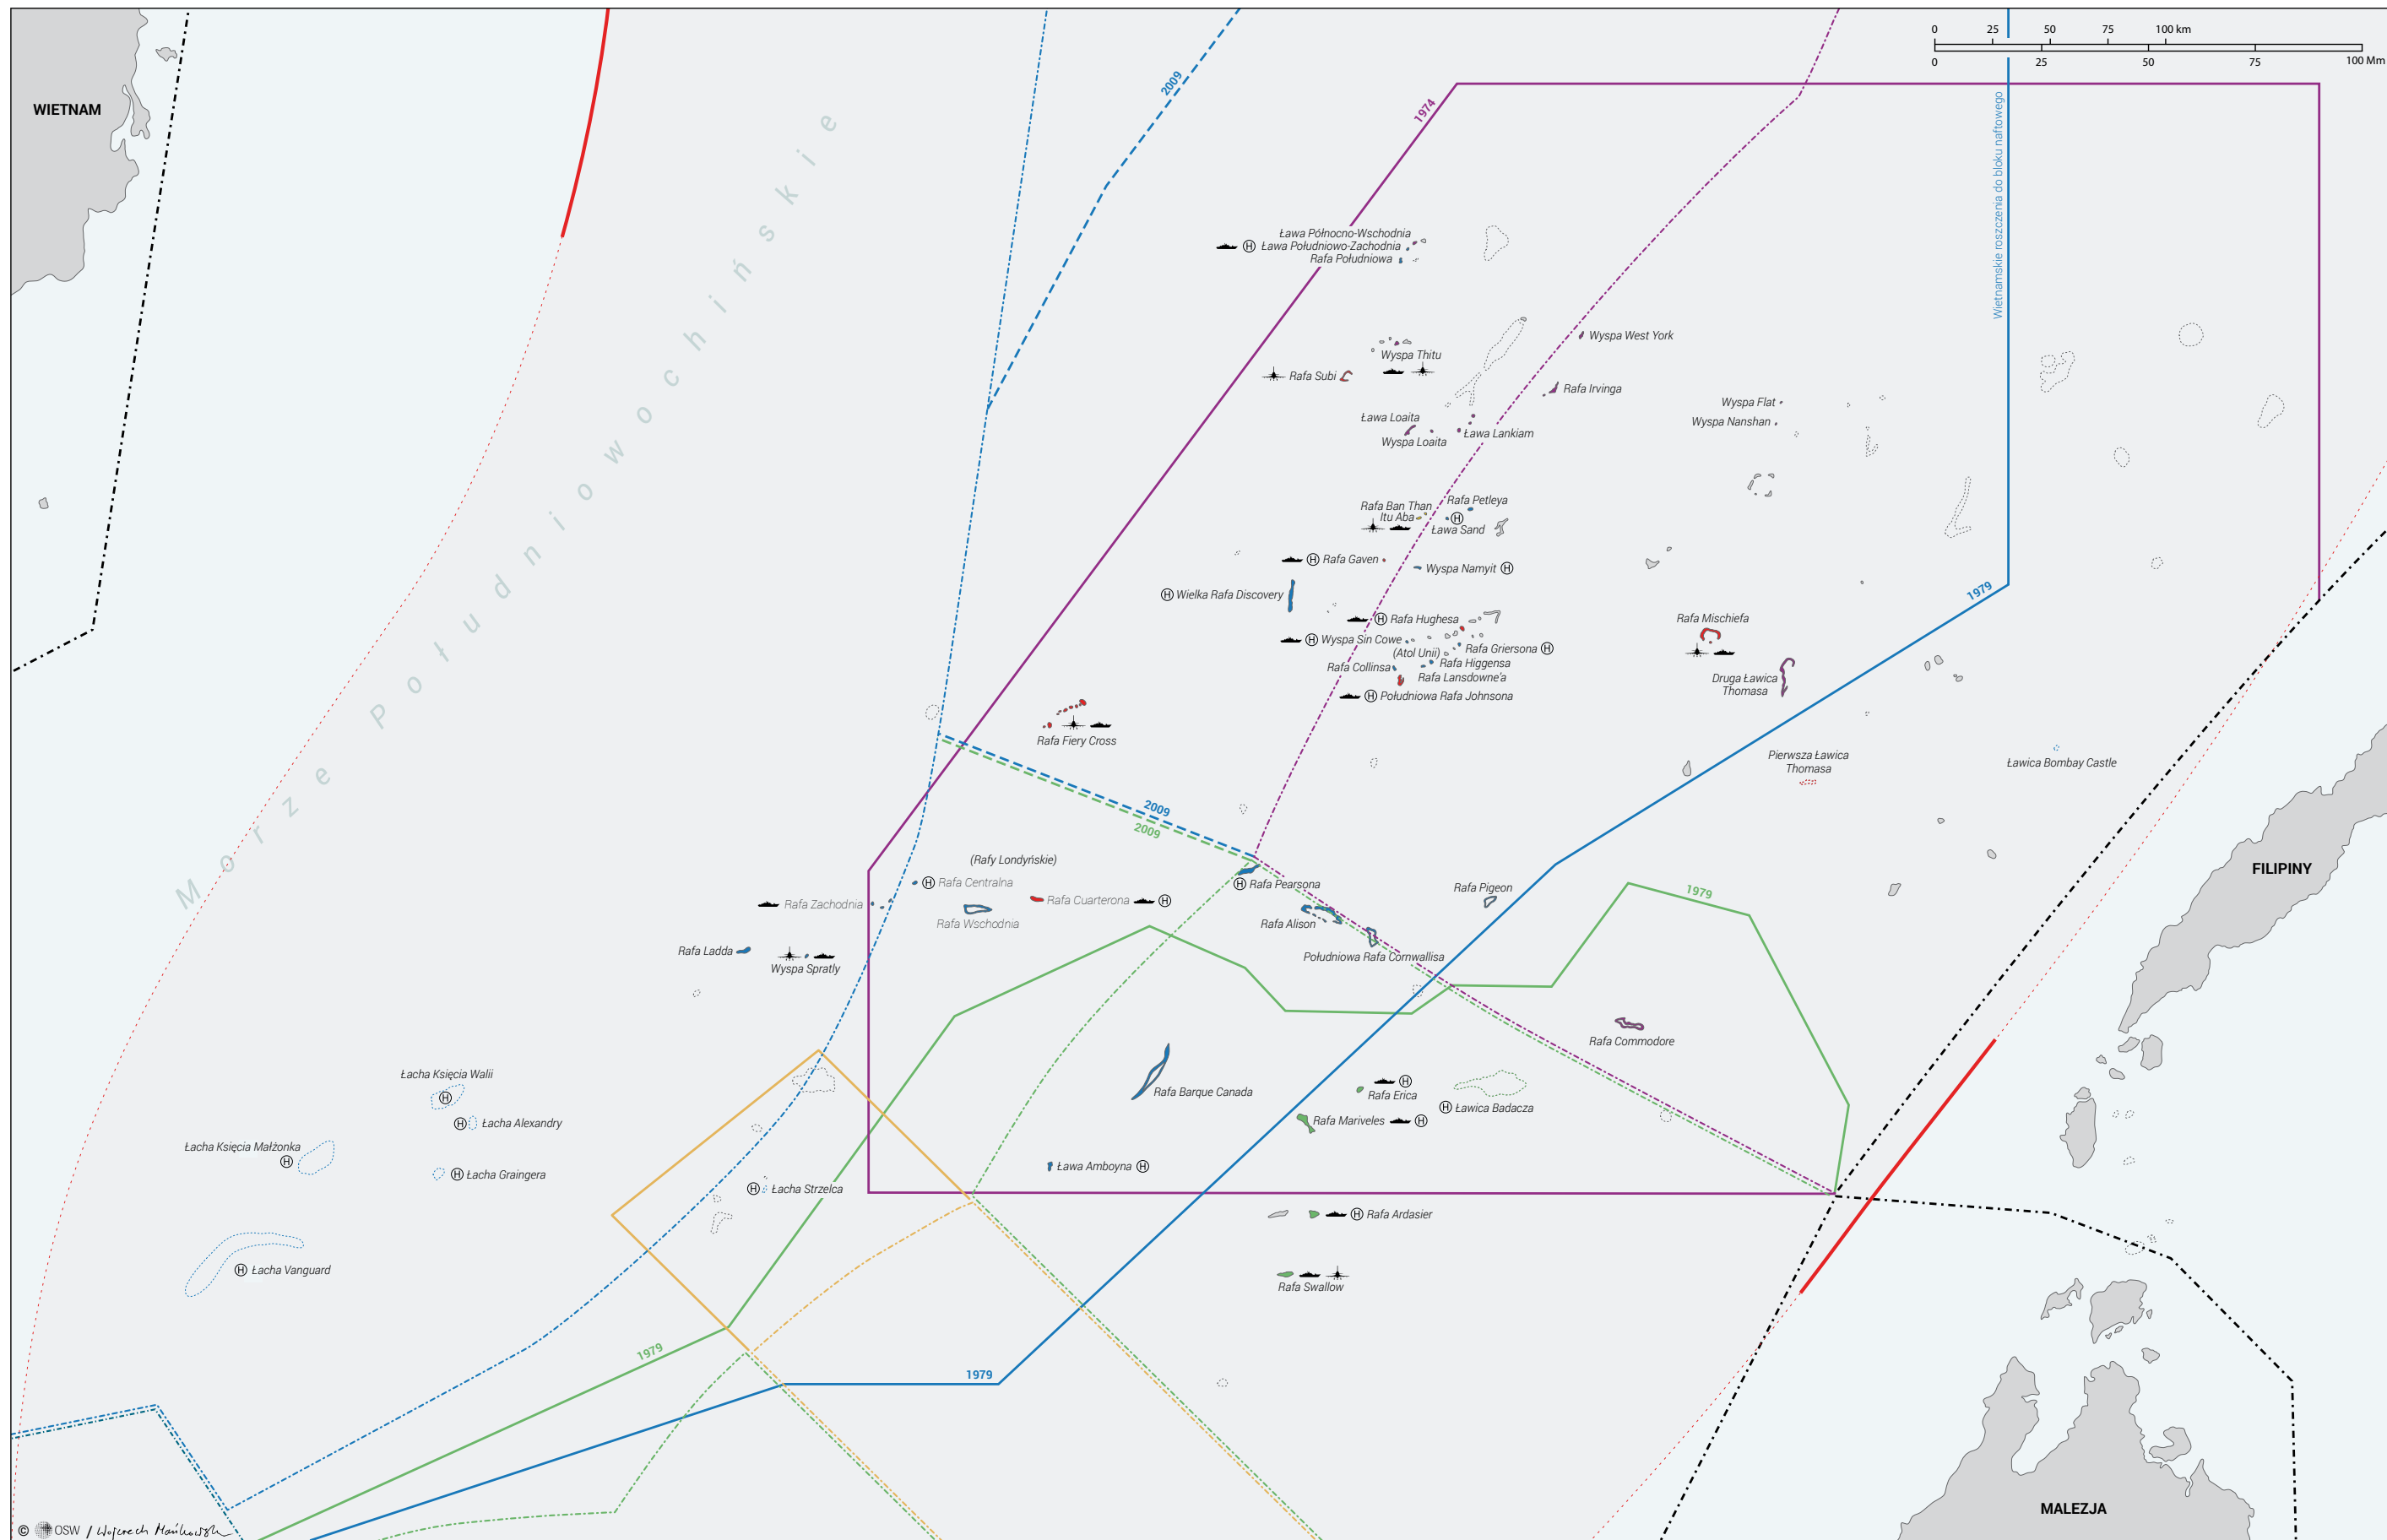 0 25 50 75 100 km
0 25 50 75 100 Mm
WIETNAM
FILIPINY
MALEZJA
Morze Południowochińskie
2009
1974
Wietnamskie roszczenia do bloku naftowego
1979
Ława Północno-Wschodnia
H Ława Południowo-Zachodnia
Rafa Południowa
Wyspa West York
Wyspa Thitu
Rafa Subi
Rafa Irvinga
Wyspa Flat
Wyspa Nanshan
Ława Loaita
Wyspa Loaita
Ława Lankiam
Rafa Petleya
Rafa Ban Than
Itu Aba
H
Ława Sand
H Rafa Gaven
Wyspa Namyit H
H Wielka Rafa Discovery
H Rafa Hughesa
H Wyspa Sin Cowe
(Atol Unii)
Rafa Griersona H
Rafa Higgensa
Rafa Collinsa
Rafa Lansdowne'a
H Południowa Rafa Johnsona
Rafa Mischiefa
Druga Ławica
Thomasa
Rafa Fiery Cross
Pierwsza Ławica
Thomasa
Ławica Bombay Castle
2009
2009
(Rafy Londyńskie)
H Rafa Centralna
Rafa Zachodnia
Rafa Wschodnia
Rafa Cuarterona H
H Rafa Pearsona
Rafa Alison
Rafa Pigeon
1979
Południowa Rafa Cornwallisa
Rafa Ladda
Wyspa Spratly
Rafa Commodore
Rafa Barque Canada
H
Rafa Erica
H Ławica Badacza
Rafa Mariveles H
Ława Amboyna H
H Łacha Strzelca
Łacha Księcia Walii
H
H Łacha Alexandry
Łacha Księcia Małżonka
H
H Łacha Graingera
H Łacha Vanguard
H Rafa Ardasier
Rafa Swallow
1979
1979
© OSW / Wojciech Mańkowski